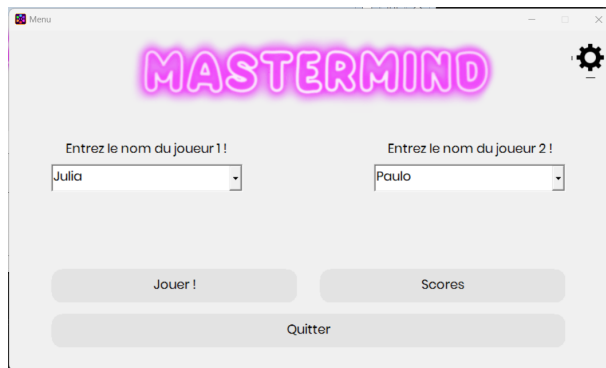 Menu
MASTERMIND
Entrez le nom du joueur 1 !
Entrez le nom du joueur 2 !
Julia
Paulo
Jouer !
Scores
Quitter